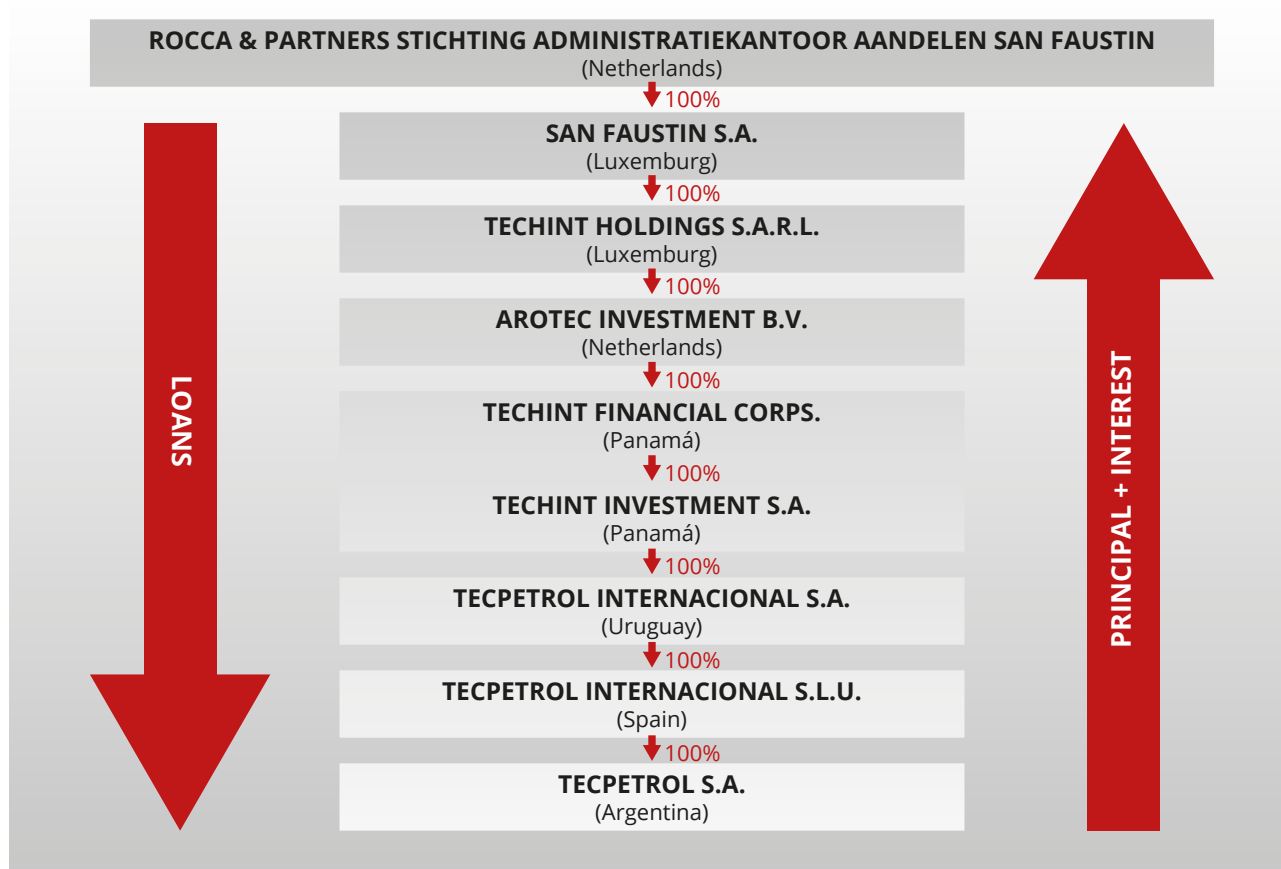 ROCCA & PARTNERS STICHTING ADMINISTRATIEKANTOOR AANDELEN SAN FAUSTIN
(Netherlands)
100%
SAN FAUSTIN S.A.
(Luxemburg)
100%
TECHINT HOLDINGS S.A.R.L.
(Luxemburg)
100%
AROTEC INVESTMENT B.V.
(Netherlands)
100%
TECHINT FINANCIAL CORPS.
(Panamá)
100%
TECHINT INVESTMENT S.A.
(Panamá)
100%
TECPETROL INTERNACIONAL S.A.
(Uruguay)
100%
TECPETROL INTERNACIONAL S.L.U.
(Spain)
100%
TECPETROL S.A.
(Argentina)
LOANS
PRINCIPAL + INTEREST